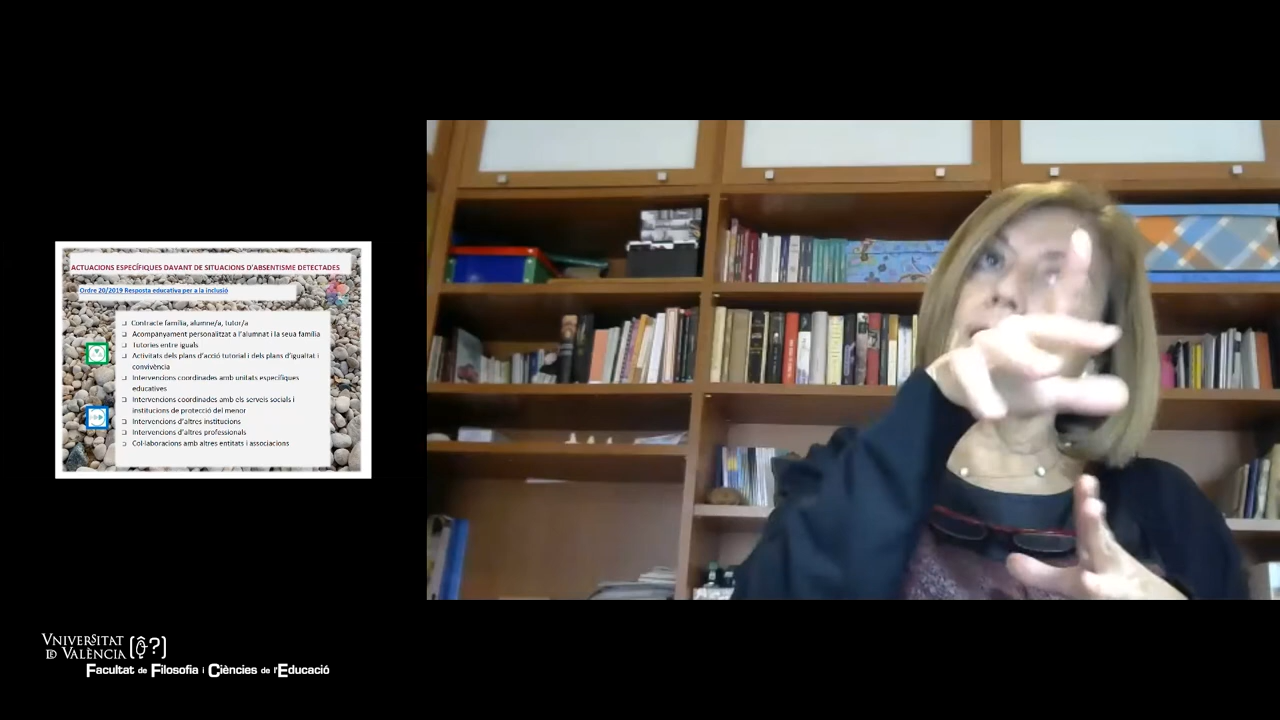 ACTUACIONS ESPECÍFIQUES DAVANT DE SITUACIONS D'ABSENTISME DETECTADES
Ordre 20/2019 Resposta educativa per a la inclusió
❑ Contracte família, alumne/a, tutor/a
❑ Acompanyament personalitzat a l'alumnat i la seua família
❑ Tutories entre iguals
❑ Activitats dels plans d'acció tutorial i dels plans d'igualtat i
convivència
❑ Intervencions coordinades amb unitats específiques
educatives
❑ Intervencions coordinades amb els serveis socials i
institucions de protecció del menor
❑ Intervencions d'altres institucions
❑ Intervencions d'altres professionals
❑ Col·laboracions amb altres entitats i associacions
VNIVERSITAT
ID VALÈNCIA
Facultat de Filosofia i Ciències de l'Educació